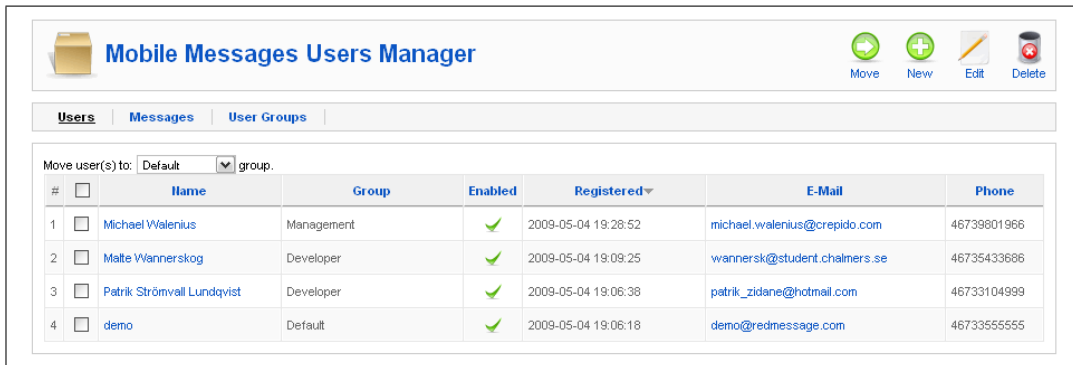 Mobile Messages Users Manager
Move New Edit Delete
Users Messages User Groups
Move user(s) to: Default group.
# Name Group Enabled Registered E-Mail Phone
1 Michael Walenius Management 2009-05-04 19:28:52 michael.walenius@crepido.com 46739801966
2 Malte Wannerskog Developer 2009-05-04 19:09:25 wannersk@student.chalmers.se 46735433686
3 Patrik Strömvall Lundqvist Developer 2009-05-04 19:06:38 patrik_zidane@hotmail.com 46733104999
4 demo Default 2009-05-04 19:06:18 demo@redmessage.com 46733555555